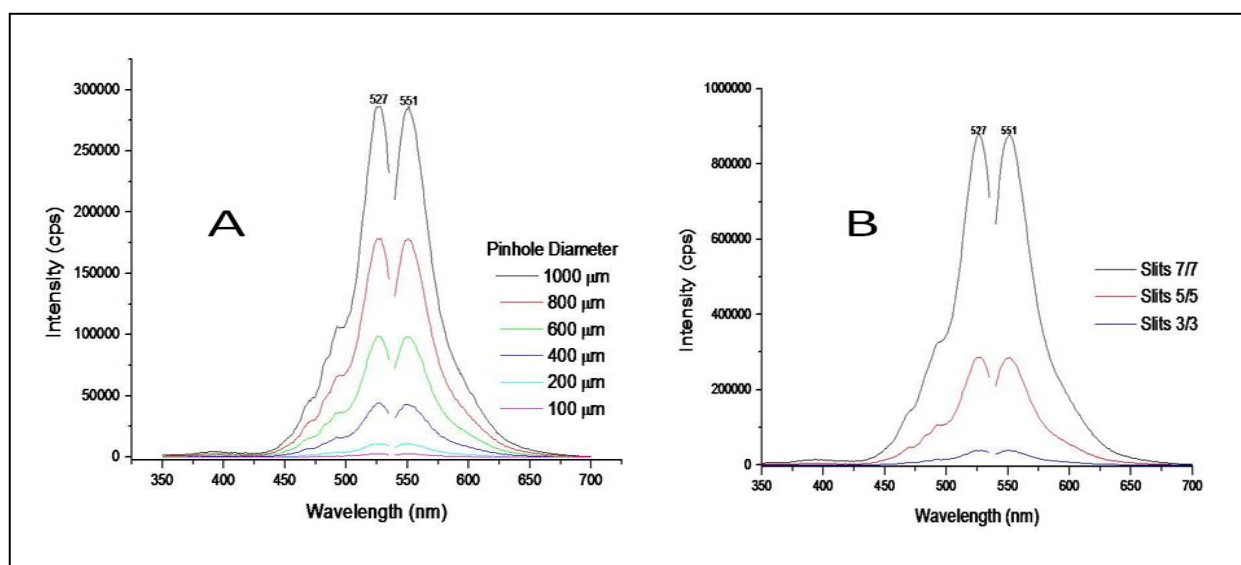 A
Intensity (cps)
300000
250000
200000
150000
100000
50000
0
527 551
Pinhole Diameter
1000 μm
800 μm
600 μm
400 μm
200 μm
100 μm
350 400 450 500 550 600 650 700
Wavelength (nm)
B
Intensity (cps)
1000000
800000
600000
400000
200000
0
527 551
Slits 7/7
Slits 5/5
Slits 3/3
350 400 450 500 550 600 650 700
Wavelength (nm)